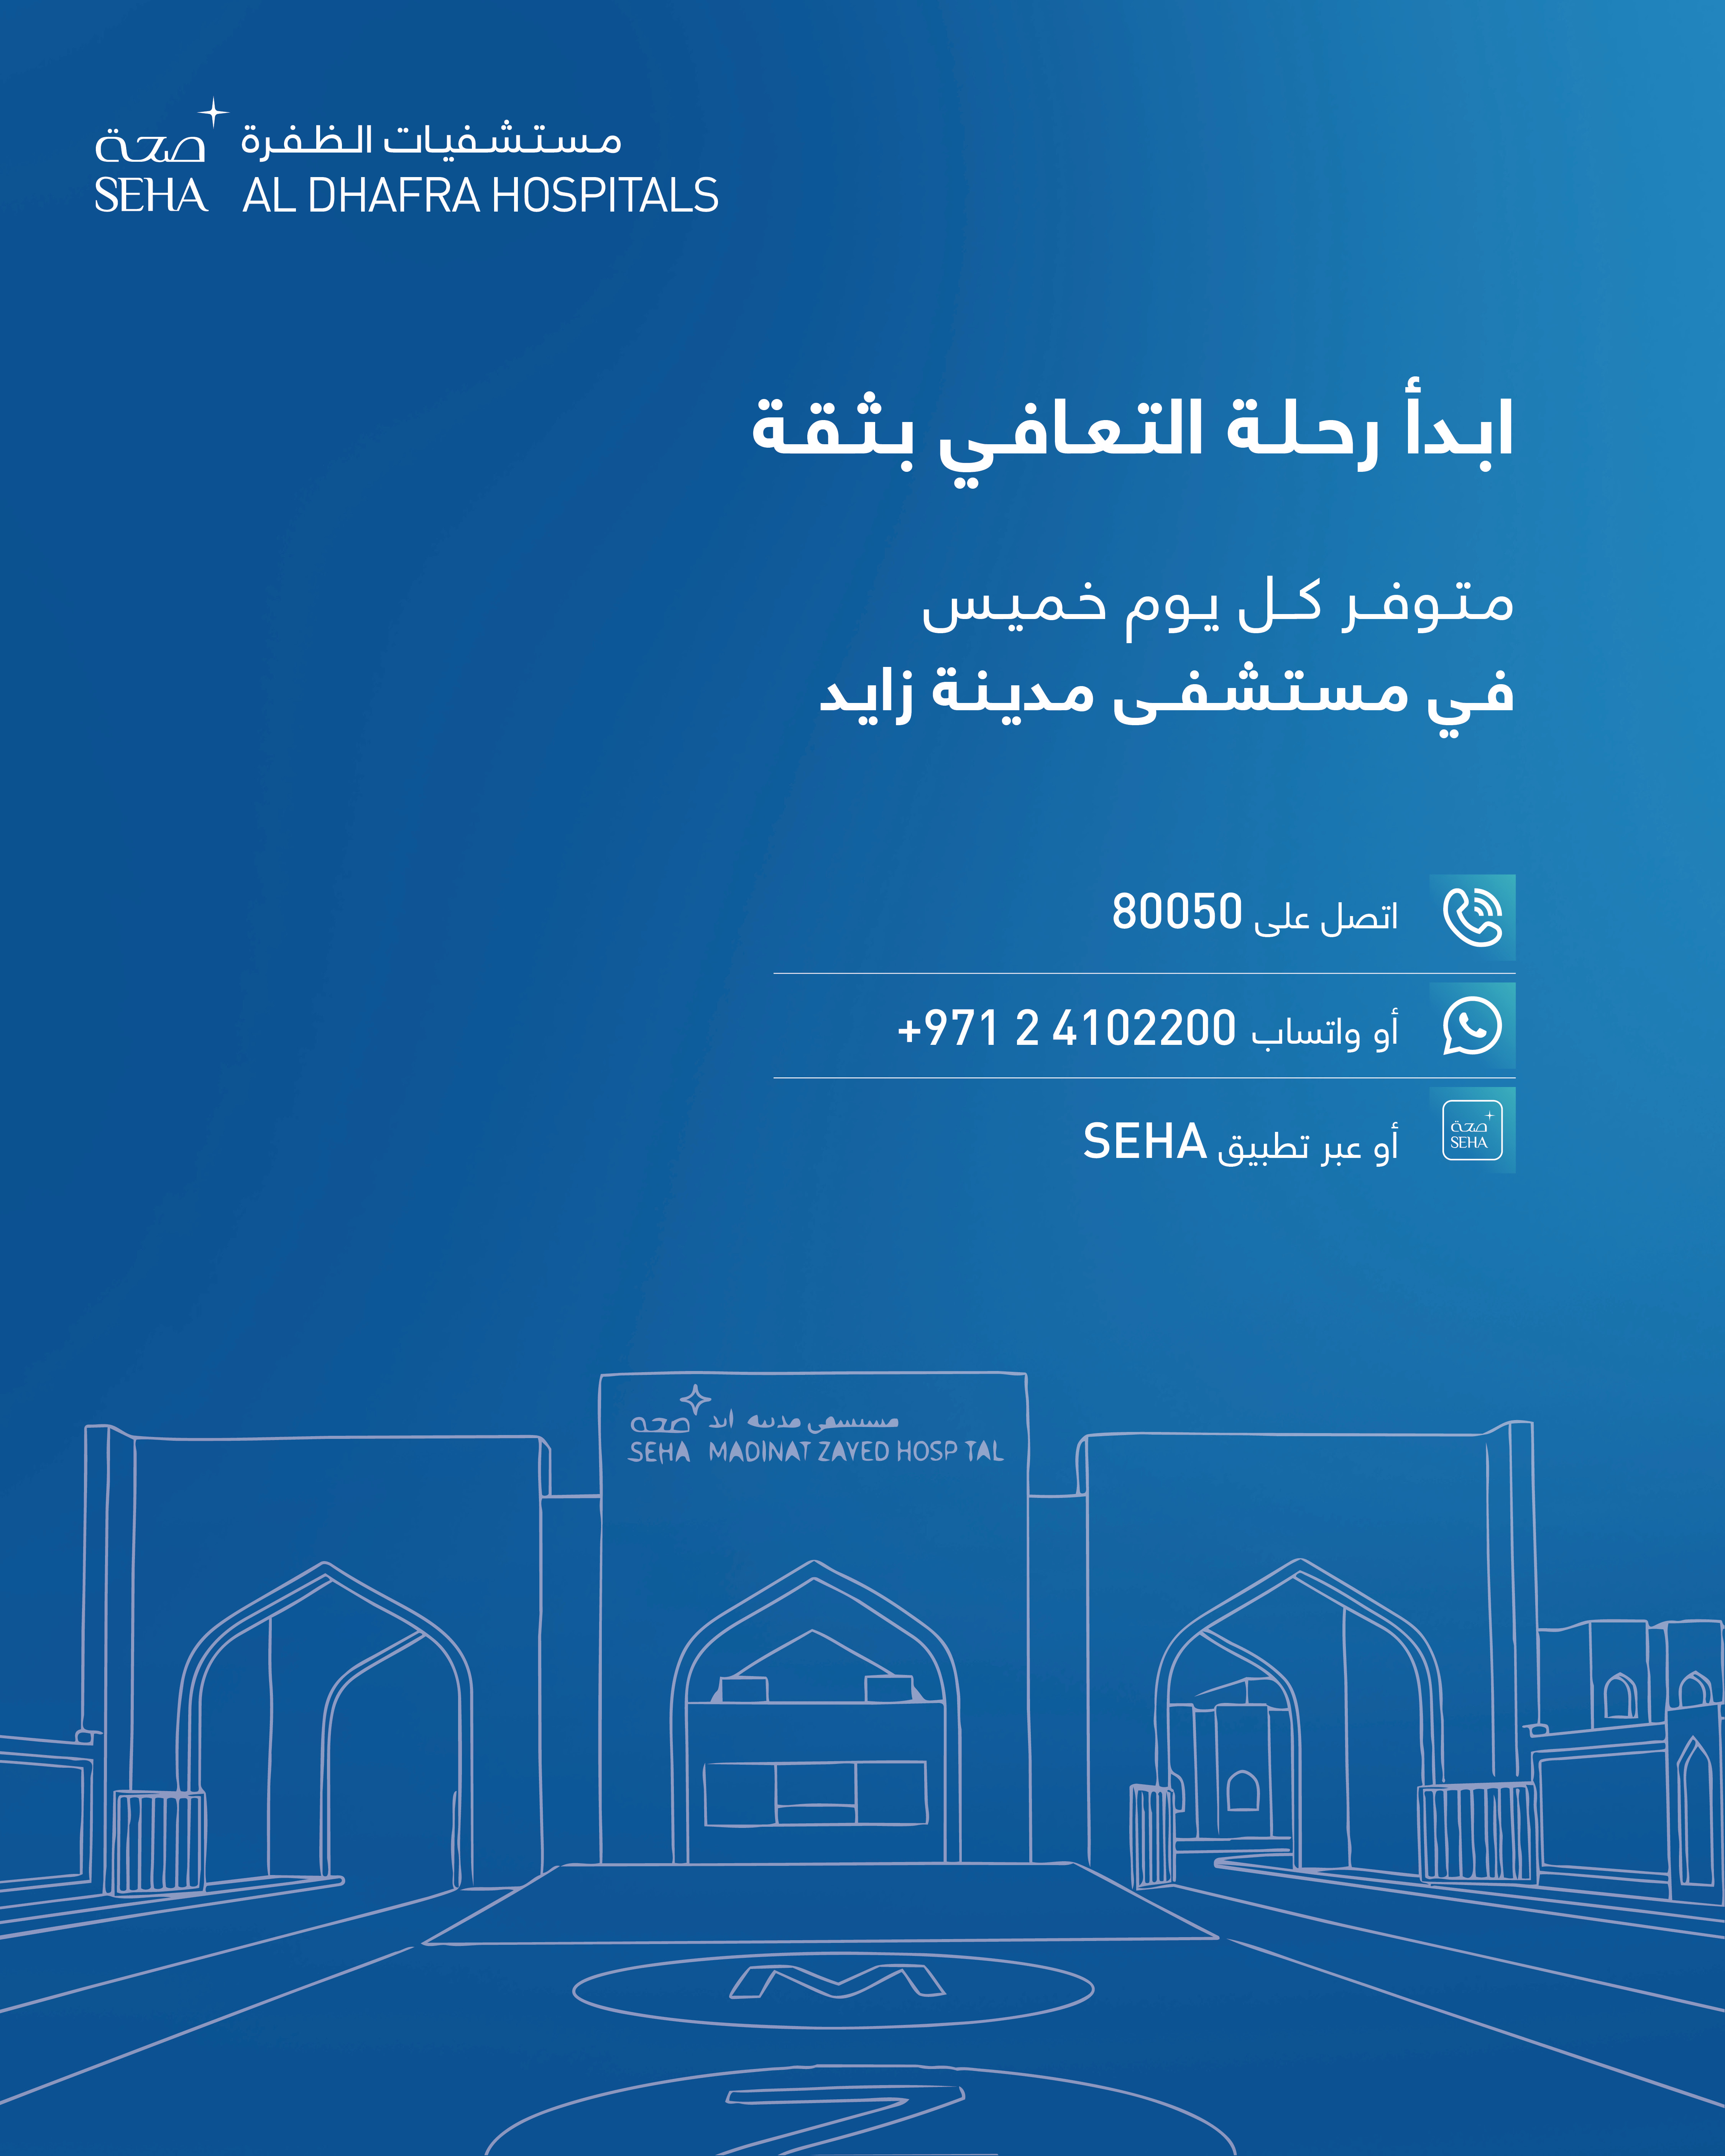 صحة مستشفيات الظفرة
SEHA AL DHAFRA HOSPITALS
ابدأ رحلة التعافي بثقة
متوفر كل يوم خميس
في مستشفى مدينة زايد
اتصل على 80050
أو واتساب 4102200 2 971+
أو عبر تطبيق SEHA
صحة
SEHA
صحه مدينه
SEHA MADINAT ZAYED HOSP TAL
M
Z